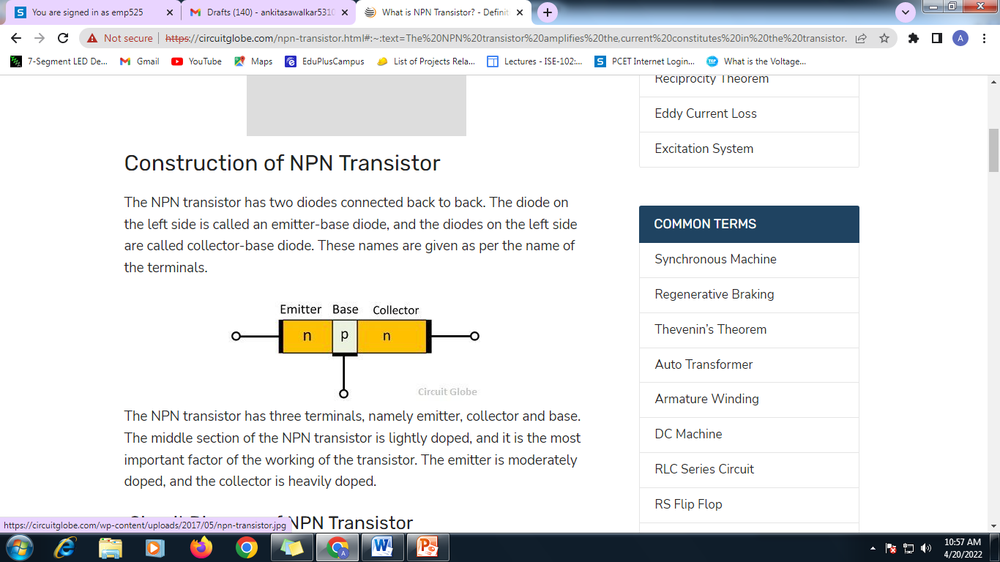 You are signed in as emp525
Drafts (140) - ankitasawalkar531
What is NPN Transistor? - Definit
Not secure
https://circuitglobe.com/npn-transistor.html#:~:text=The%20NPN%20transistor%20amplifies%20the,current%20constitutes%20in%20the%20transistor.
A
7-Segment LED De...
Gmail
YouTube
Maps
EduPlusCampus
List of Projects Rela...
Lectures - ISE-102:...
PCET Internet Login...
What is the Voltage...
Construction of NPN Transistor
The NPN transistor has two diodes connected back to back. The diode on
the left side is called an emitter-base diode, and the diodes on the left side
are called collector-base diode. These names are given as per the name of
the terminals.
Emitter Base Collector
n p n
Circuit Globe
The NPN transistor has three terminals, namely emitter, collector and base.
The middle section of the NPN transistor is lightly doped, and it is the most
important factor of the working of the transistor. The emitter is moderately
doped, and the collector is heavily doped.
NPN Transistor
Reciprocity Theorem
Eddy Current Loss
Excitation System
COMMON TERMS
Synchronous Machine
Regenerative Braking
Thevenin’s Theorem
Auto Transformer
Armature Winding
DC Machine
RLC Series Circuit
RS Flip Flop
https://circuitglobe.com/wp-content/uploads/2017/05/npn-transistor.jpg
10:57 AM
4/20/2022